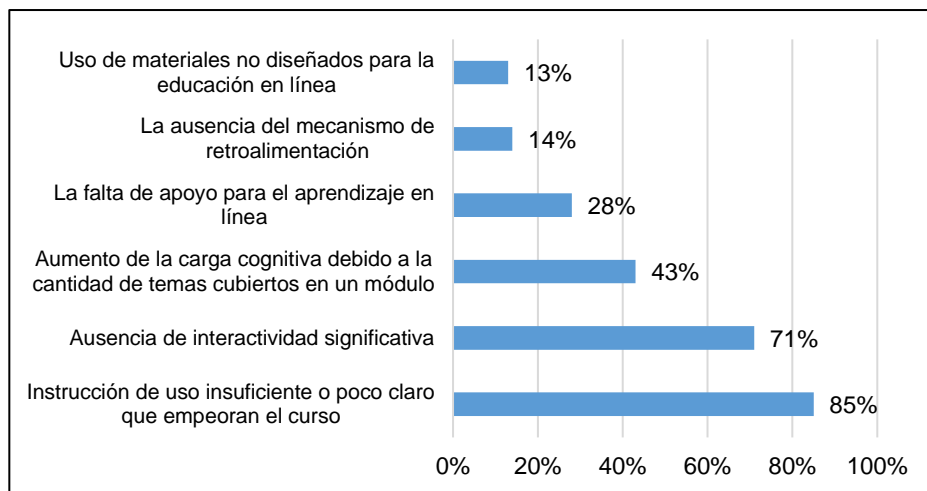 Uso de materiales no diseñados para la
educación en línea
13%
La ausencia del mecanismo de
retroalimentación
14%
La falta de apoyo para el aprendizaje en
línea
28%
Aumento de la carga cognitiva debido a la
cantidad de temas cubiertos en un módulo
43%
Ausencia de interactividad significativa
71%
Instrucción de uso insuficiente o poco claro
que empeoran el curso
85%
0% 20% 40% 60% 80% 100%